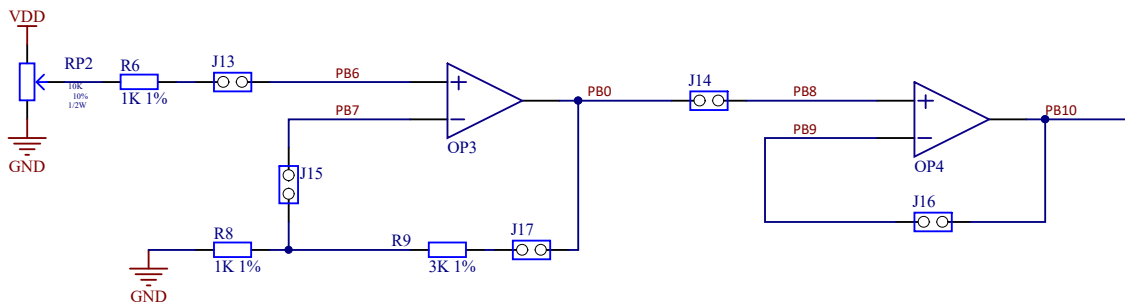 VDD
RP2
10K
10%
1/2W
R6
1K 1%
J13
PB6
PB7
OP3
PB0
J14
PB8
PB9
OP4
PB10
GND
J15
J16
R8
1K 1%
R9
3K 1%
J17
GND